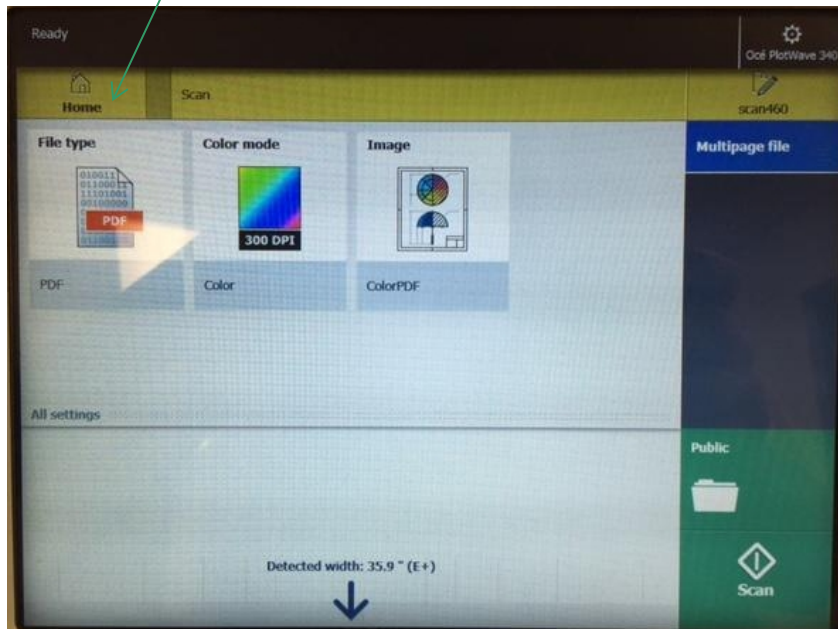 Ready
Océ PlotWave 340
Home
Scan
scan460
File type
Color mode
Image
Multipage file
PDF
300 DPI
PDF
Color
ColorPDF
All settings
Public
Detected width: 35.9 " (E+)
Scan